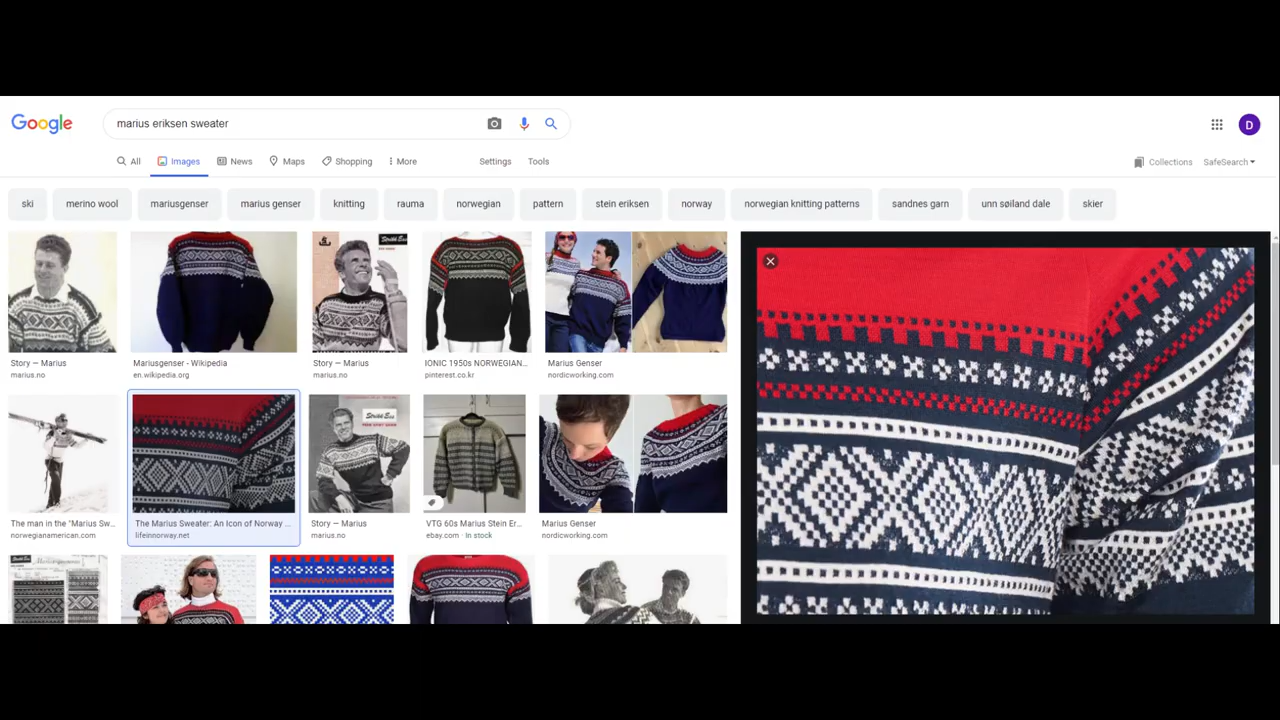 Google
marius eriksen sweater
D
All
Images
News
Maps
Shopping
More
Settings
Tools
Collections
SafeSearch
ski
merino wool
mariusgenser
marius genser
knitting
rauma
norwegian
pattern
stein eriksen
norway
norwegian knitting patterns
sandnes garn
unn søiland dale
skier
Story — Marius
marius.no
Mariusgenser - Wikipedia
en.wikipedia.org
Story — Marius
marius.no
IONIC 1950s NORWEGIAN...
pinterest.co.kr
Marius Genser
nordicworking.com
The man in the "Marius Sw...
norwegianamerican.com
The Marius Sweater: An Icon of Norway ...
lifeinnorway.net
Story — Marius
marius.no
VTG 60s Marius Stein Er...
ebay.com · In stock
Marius Genser
nordicworking.com